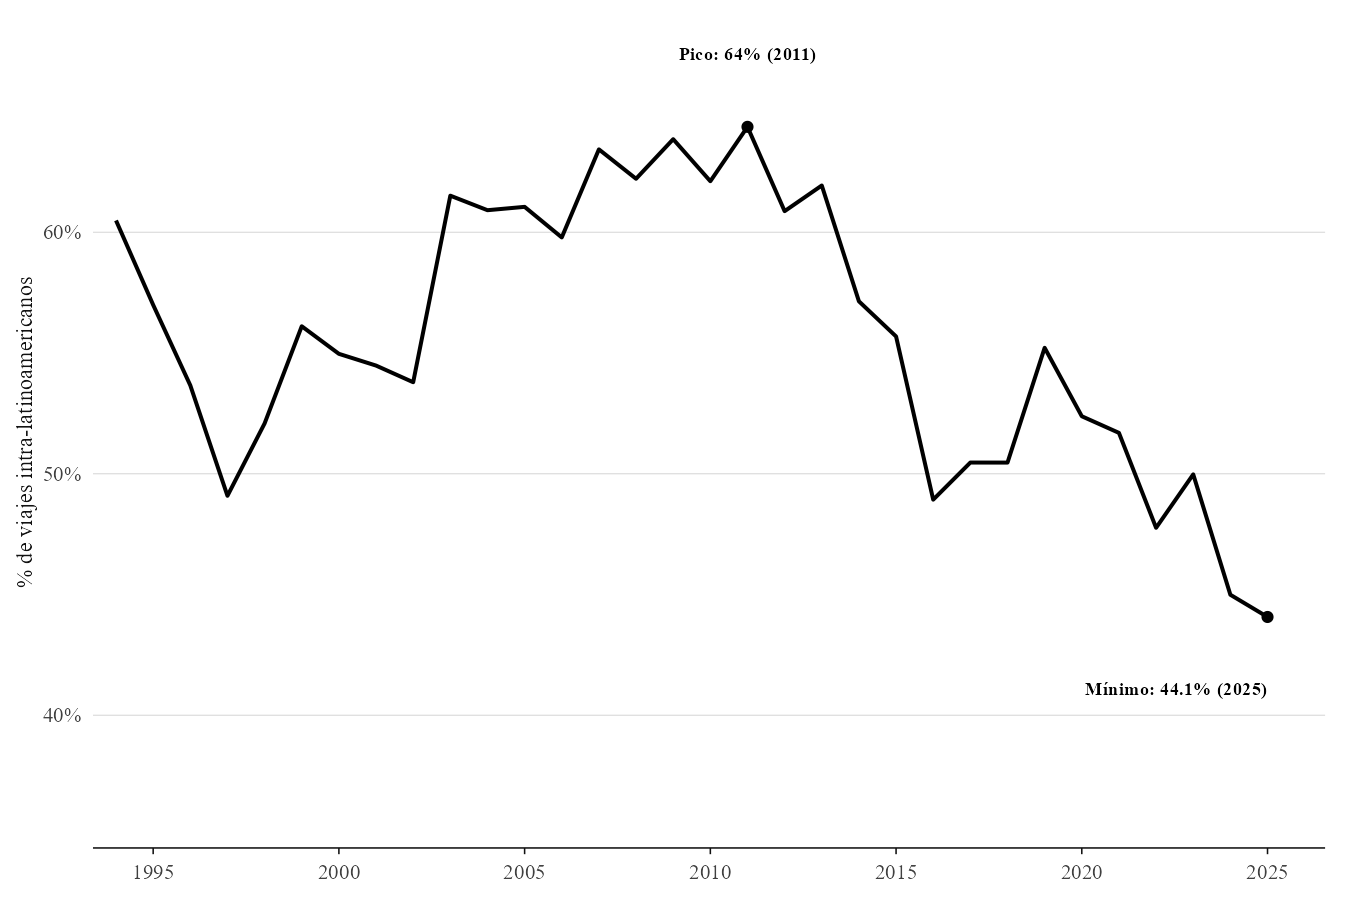 Pico: 64% (2011)
60%
50%
40%
% de viajes intra-latinoamericanos
Mínimo: 44.1% (2025)
1995 2000 2005 2010 2015 2020 2025